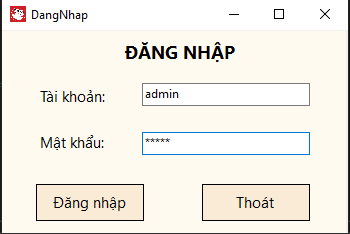 DangNhap
ĐĂNG NHẬP
Tài khoản: admin
Mật khẩu: *****
Đăng nhập Thoát